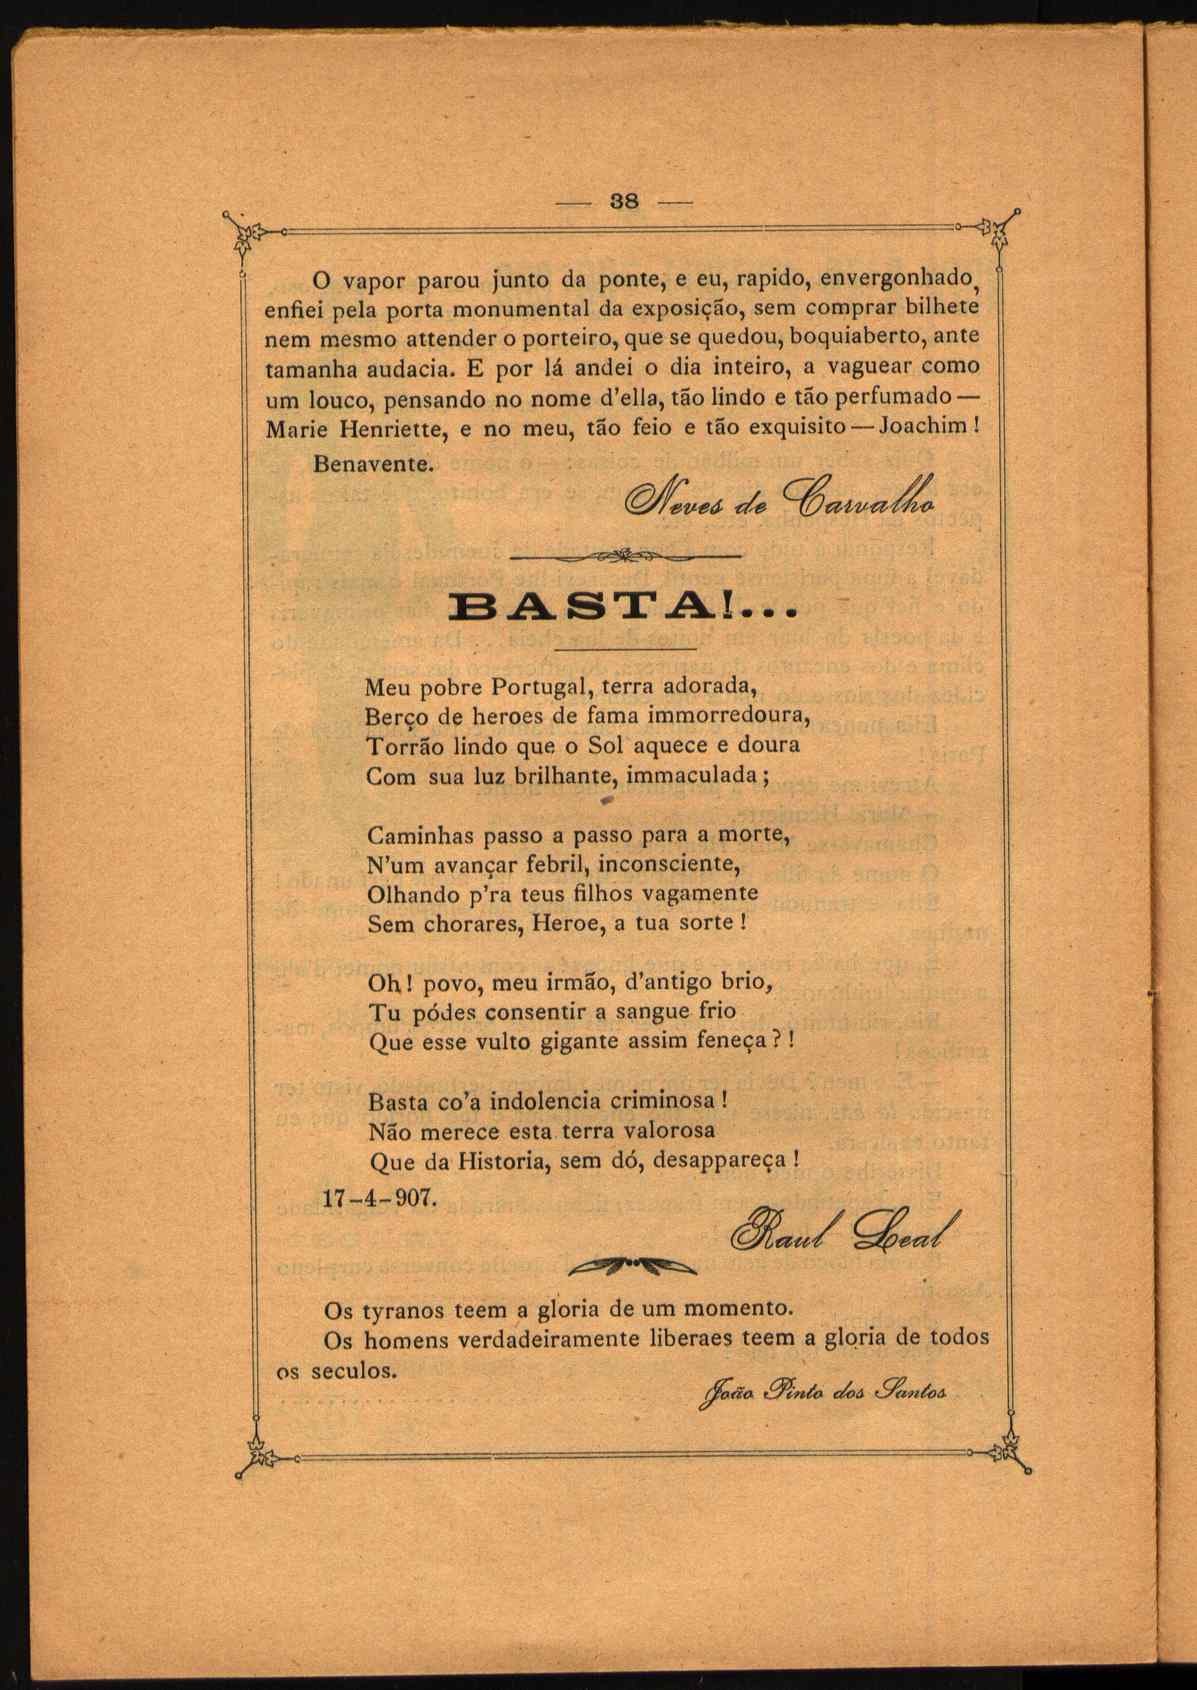 — 38 —
O vapor parou junto da ponte, e eu, rapido, envergonhado,
enfiei pela porta monumental da exposição, sem comprar bilhete
nem mesmo attender o porteiro, que se quedou, boquiaberto, ante
tamanha audacia. E por lá andei o dia inteiro, a vaguear como
um louco, pensando no nome d'ella, tão lindo e tão perfumado —
Marie Henriette, e no meu, tão feio e tão exquisito — Joachim !
Benavente.
Neves de Carvalho
BASTA!...
Meu pobre Portugal, terra adorada,
Berço de heroes de fama immorredoura,
Torrão lindo que o Sol aquece e doura
Com sua luz brilhante, immaculada ;
Caminhas passo a passo para a morte,
N'um avançar febril, inconsciente,
Olhando p'ra teus filhos vagamente
Sem chorares, Heroe, a tua sorte !
Oh! povo, meu irmão, d'antigo brio,
Tu pódes consentir a sangue frio
Que esse vulto gigante assim feneça ? !
Basta co'a indolencia criminosa !
Não merece esta terra valorosa
Que da Historia, sem dó, desappareça !
17-4-907.
Raul Leal
Os tyranos teem a gloria de um momento.
Os homens verdadeiramente liberaes teem a gloria de todos
os seculos.
João Pinto dos Santos